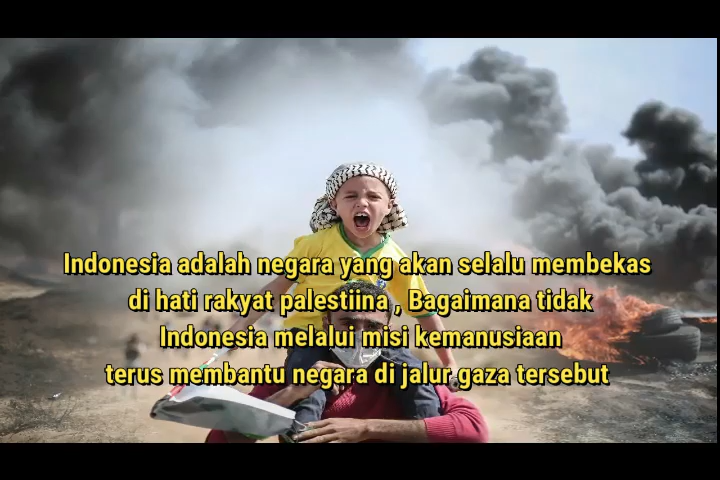 Indonesia adalah negara yang akan selalu membekas
di hati rakyat palestiina , Bagaimana tidak
Indonesia melalui misi kemanusiaan
terus membantu negara di jalur gaza tersebut